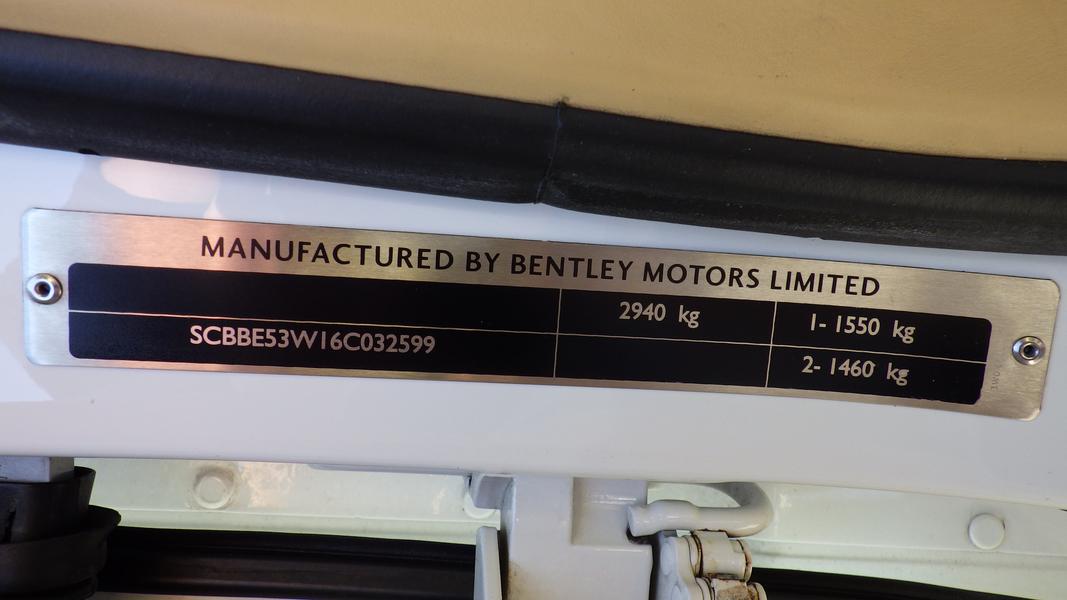 MANUFACTURED BY BENTLEY MOTORS LIMITED
2940 kg
1- 1550 kg
SCBBE53W16C032599
2- 1460 kg